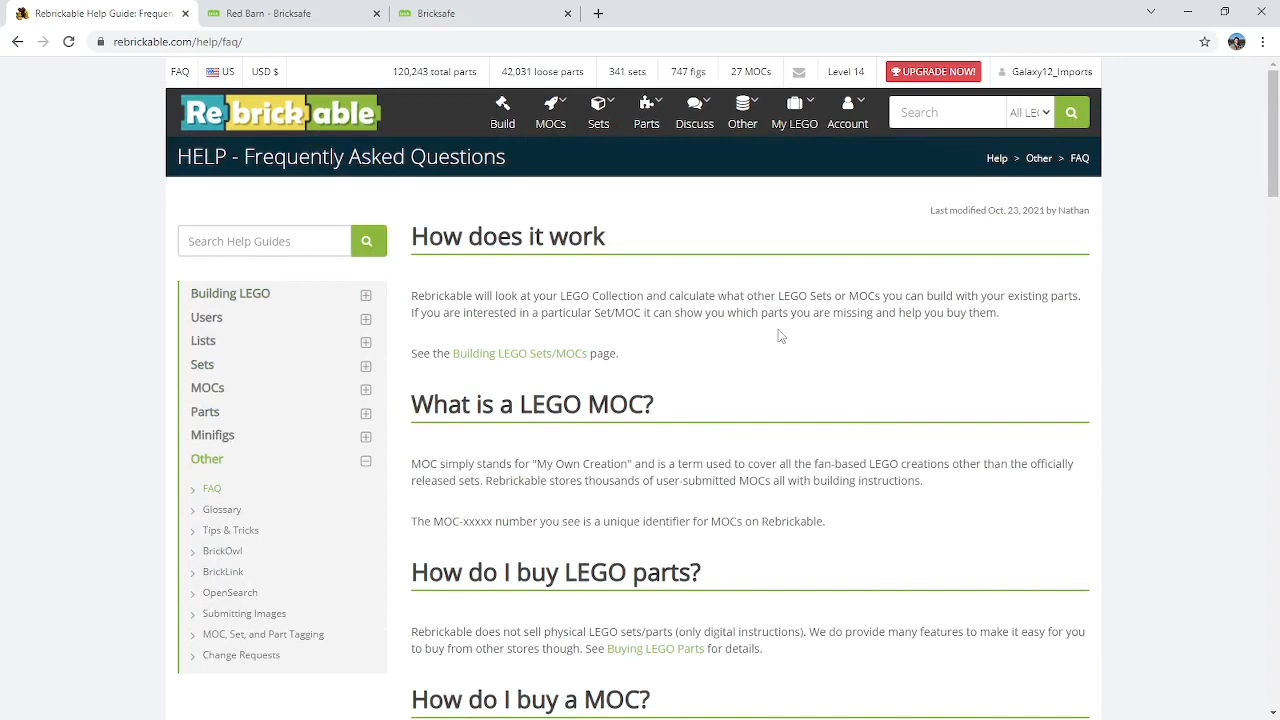 Rebrickable Help Guide: Frequen
Red - Barn - Bricksafe
Bricksafe
rebrickable.com/help/faq/
FAQ
US
USD $
120,243 total parts
42,031 loose parts
341 sets
747 figs
27 MOCs
Level 14
UPGRADE NOW!
Galaxy12_Imports
Rebrickable
Build
MOCs
Sets
Parts
Discuss
Other
My LEGO
Account
Search
All LE
HELP - Frequently Asked Questions
Help > Other > FAQ
Last modified Oct. 23, 2021 by Nathan
Search Help Guides
Building LEGO
Users
Lists
Sets
MOCs
Parts
Minifigs
Other
FAQ
Glossary
Tips & Tricks
BrickOwl
BrickLink
OpenSearch
Submitting Images
MOC, Set, and Part Tagging
Change Requests
How does it work
Rebrickable will look at your LEGO Collection and calculate what other LEGO Sets or MOCs you can build with your existing parts.
If you are interested in a particular Set/MOC it can show you which parts you are missing and help you buy them.
See the Building LEGO Sets/MOCs page.
What is a LEGO MOC?
MOC simply stands for "My Own Creation" and is a term used to cover all the fan-based LEGO creations other than the officially
released sets. Rebrickable stores thousands of user-submitted MOCs all with building instructions.
The MOC-xxxxx number you see is a unique identifier for MOCs on Rebrickable.
How do I buy LEGO parts?
Rebrickable does not sell physical LEGO sets/parts (only digital instructions). We do provide many features to make it easy for you
to buy from other stores though. See Buying LEGO Parts for details.
How do I buy a MOC?